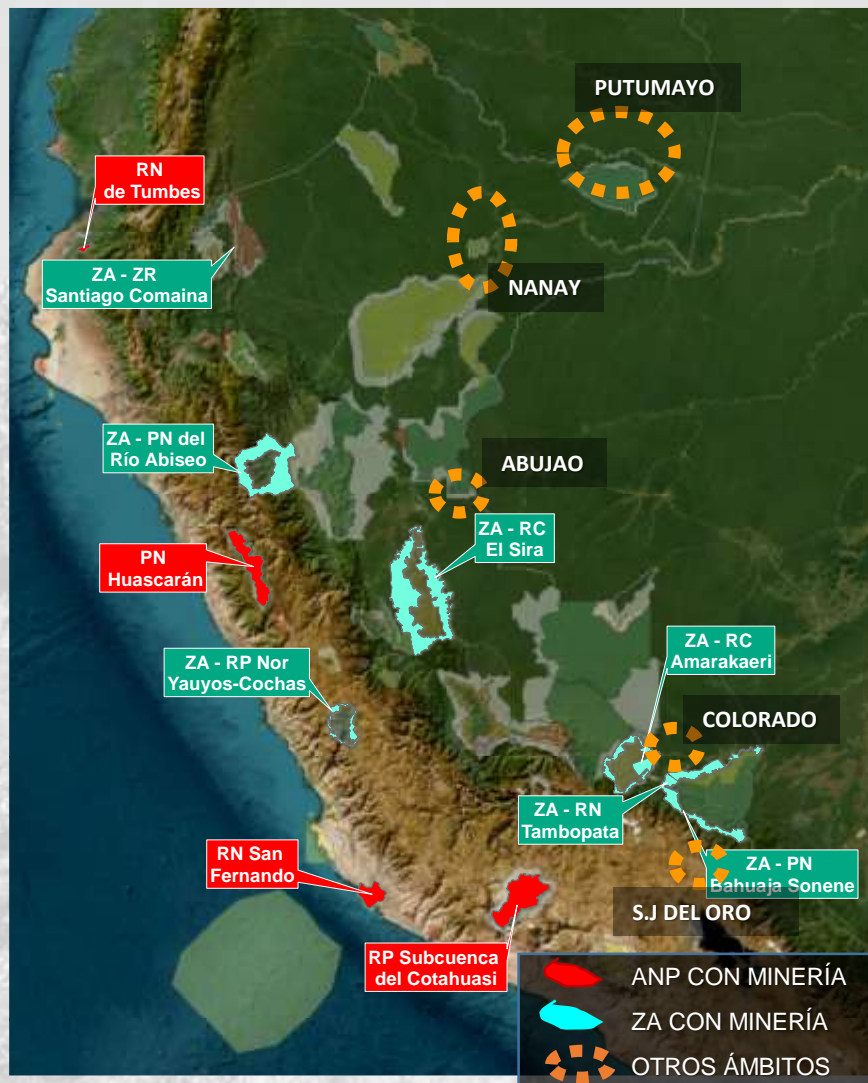 PUTUMAYO
RN
de Tumbes
ZA - ZR
Santiago Comaina
NANAY
ZA - PN del
Río Abiseo
ABUJAO
ZA - RC
El Sira
PN
Huascarán
ZA - RC
Amarakaeri
ZA - RP Nor
Yauyos-Cochas
COLORADO
ZA - RN
Tambopata
RN San
Fernando
ZA - PN
Bahuaja Sonene
S.J DEL ORO
RP Subcuenca
del Cotahuasi
ANP CON MINERÍA
ZA CON MINERÍA
OTROS ÁMBITOS